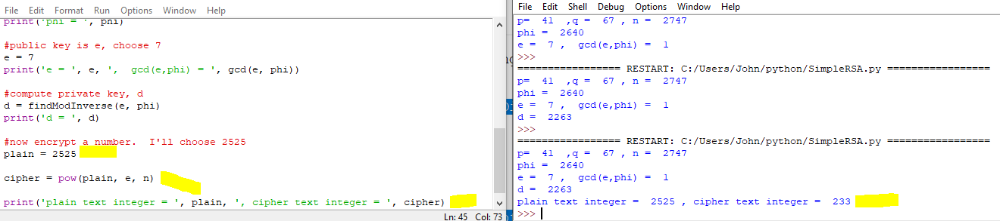 File Edit Format Run Options Window Help
print('phi = ', phi)
#public key is e, choose 7
e = 7
print('e = ', e, ',  gcd(e,phi) = ', gcd(e, phi))
#compute private key, d
d = findModInverse(e, phi)
print('d = ', d)
#now encrypt a number.  I'll choose 2525
plain = 2525
cipher = pow(plain, e, n)
print('plain text integer = ', plain, ', cipher text integer = ', cipher)
Ln: 45 Col: 73
File Edit Shell Debug Options Window Help
p=  41  ,q =  67 , n =  2747
phi =  2640
e =  7 ,  gcd(e,phi) =  1
>>>
================= RESTART: C:/Users/John/python/SimpleRSA.py =================
p=  41  ,q =  67 , n =  2747
phi =  2640
e =  7 ,  gcd(e,phi) =  1
d =  2263
>>>
================= RESTART: C:/Users/John/python/SimpleRSA.py =================
p=  41  ,q =  67 , n =  2747
phi =  2640
e =  7 ,  gcd(e,phi) =  1
d =  2263
plain text integer =  2525 , cipher text integer =  233
>>>